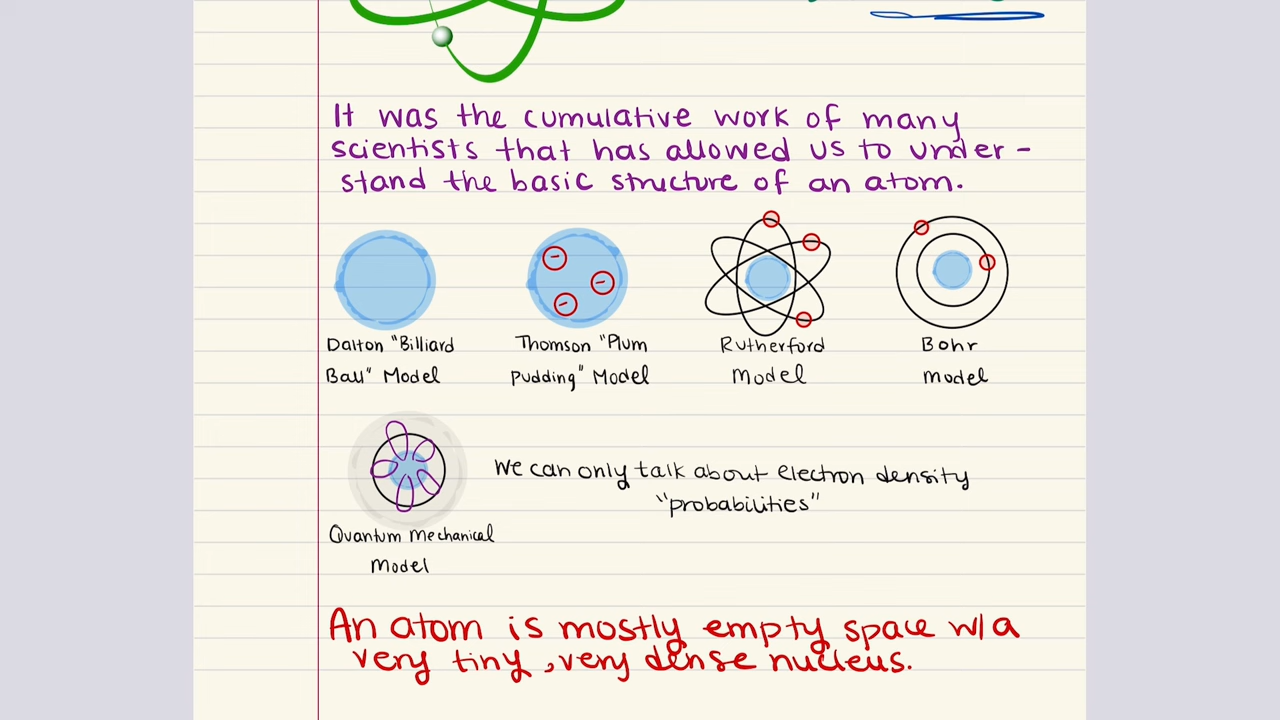 It was the cumulative work of many
scientists that has allowed us to under-
stand the basic structure of an atom.
Dalton "Billiard
Ball" Model
Thomson "Plum
Pudding" Model
Rutherford
Model
Bohr
Model
Quantum Mechanical
Model
We can only talk about electron density
"probabilities"
An atom is mostly empty space w/a
very tiny, very dense nucleus.